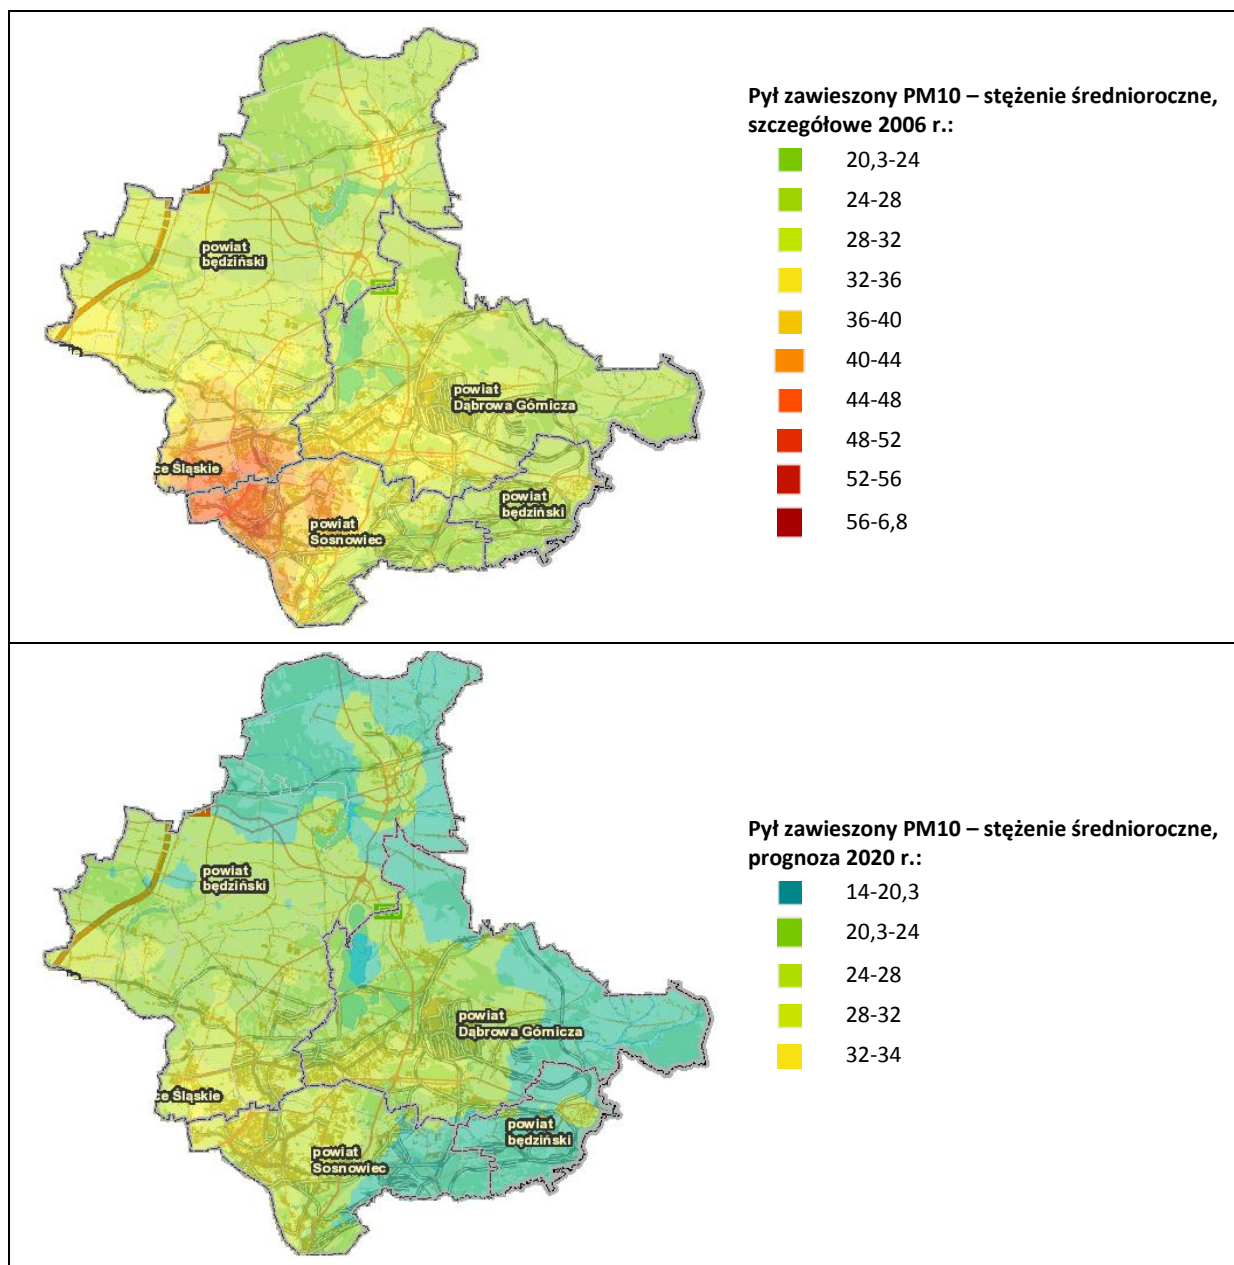 Pył zawieszony PM10 – stężenie średnioroczne,
szczegółowe 2006 r.:
20,3-24
24-28
28-32
32-36
36-40
40-44
44-48
48-52
52-56
56-6,8
powiat
będziński
powiat
Dąbrowa Górnicza
ce Śląskie
powiat
będziński
powiat
Sosnowiec
Pył zawieszony PM10 – stężenie średnioroczne,
prognoza 2020 r.:
14-20,3
20,3-24
24-28
28-32
32-34
powiat
będziński
powiat
Dąbrowa Górnicza
ce Śląskie
powiat
będziński
powiat
Sosnowiec